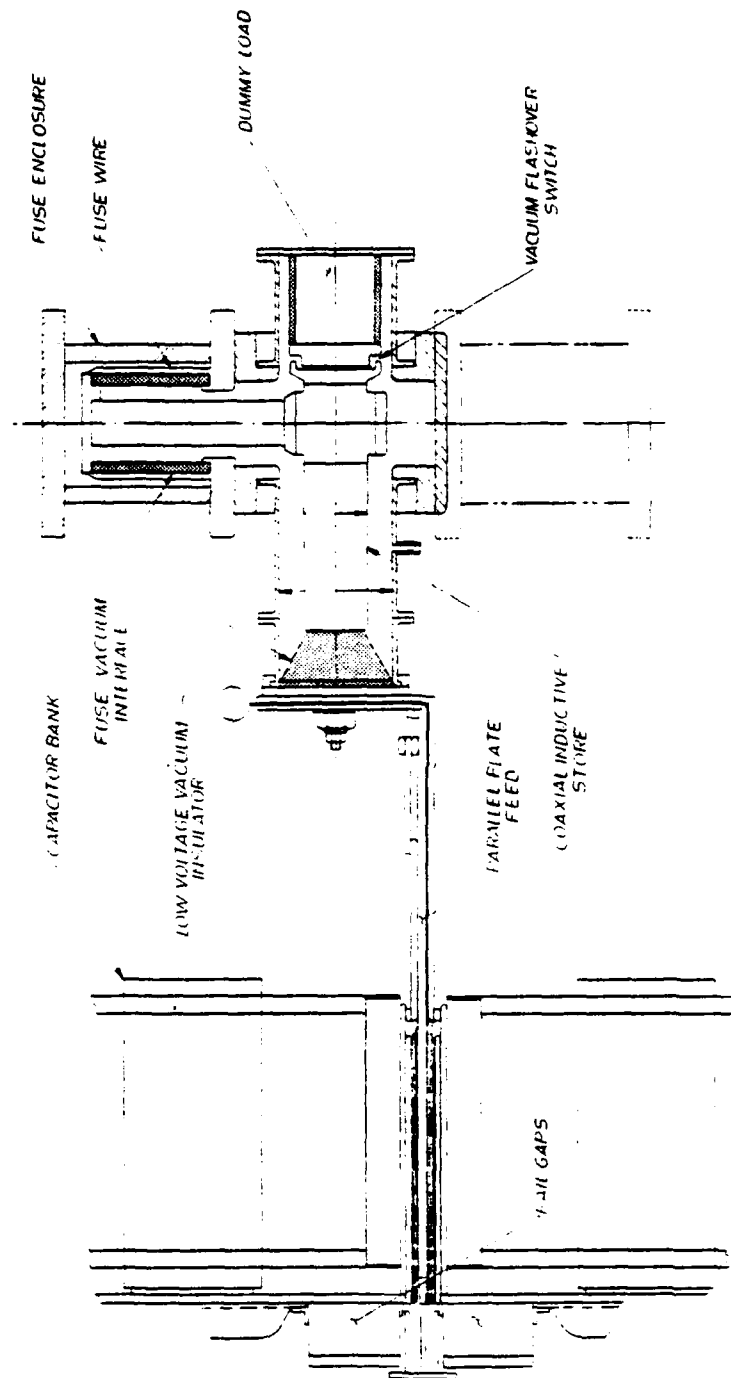 FUSE ENCLOSURE
FUSE WIRE
DUMMY LOAD
VACUUM FLASHOVER
SWITCH
CAPACITOR BANK
FUSE VACUUM
INTERFACE
LOW VOLTAGE VACUUM
INSULATOR
PARALLEL PLATE
FEED
COAXIAL INDUCTIVE
STORE
RAIL GAPS